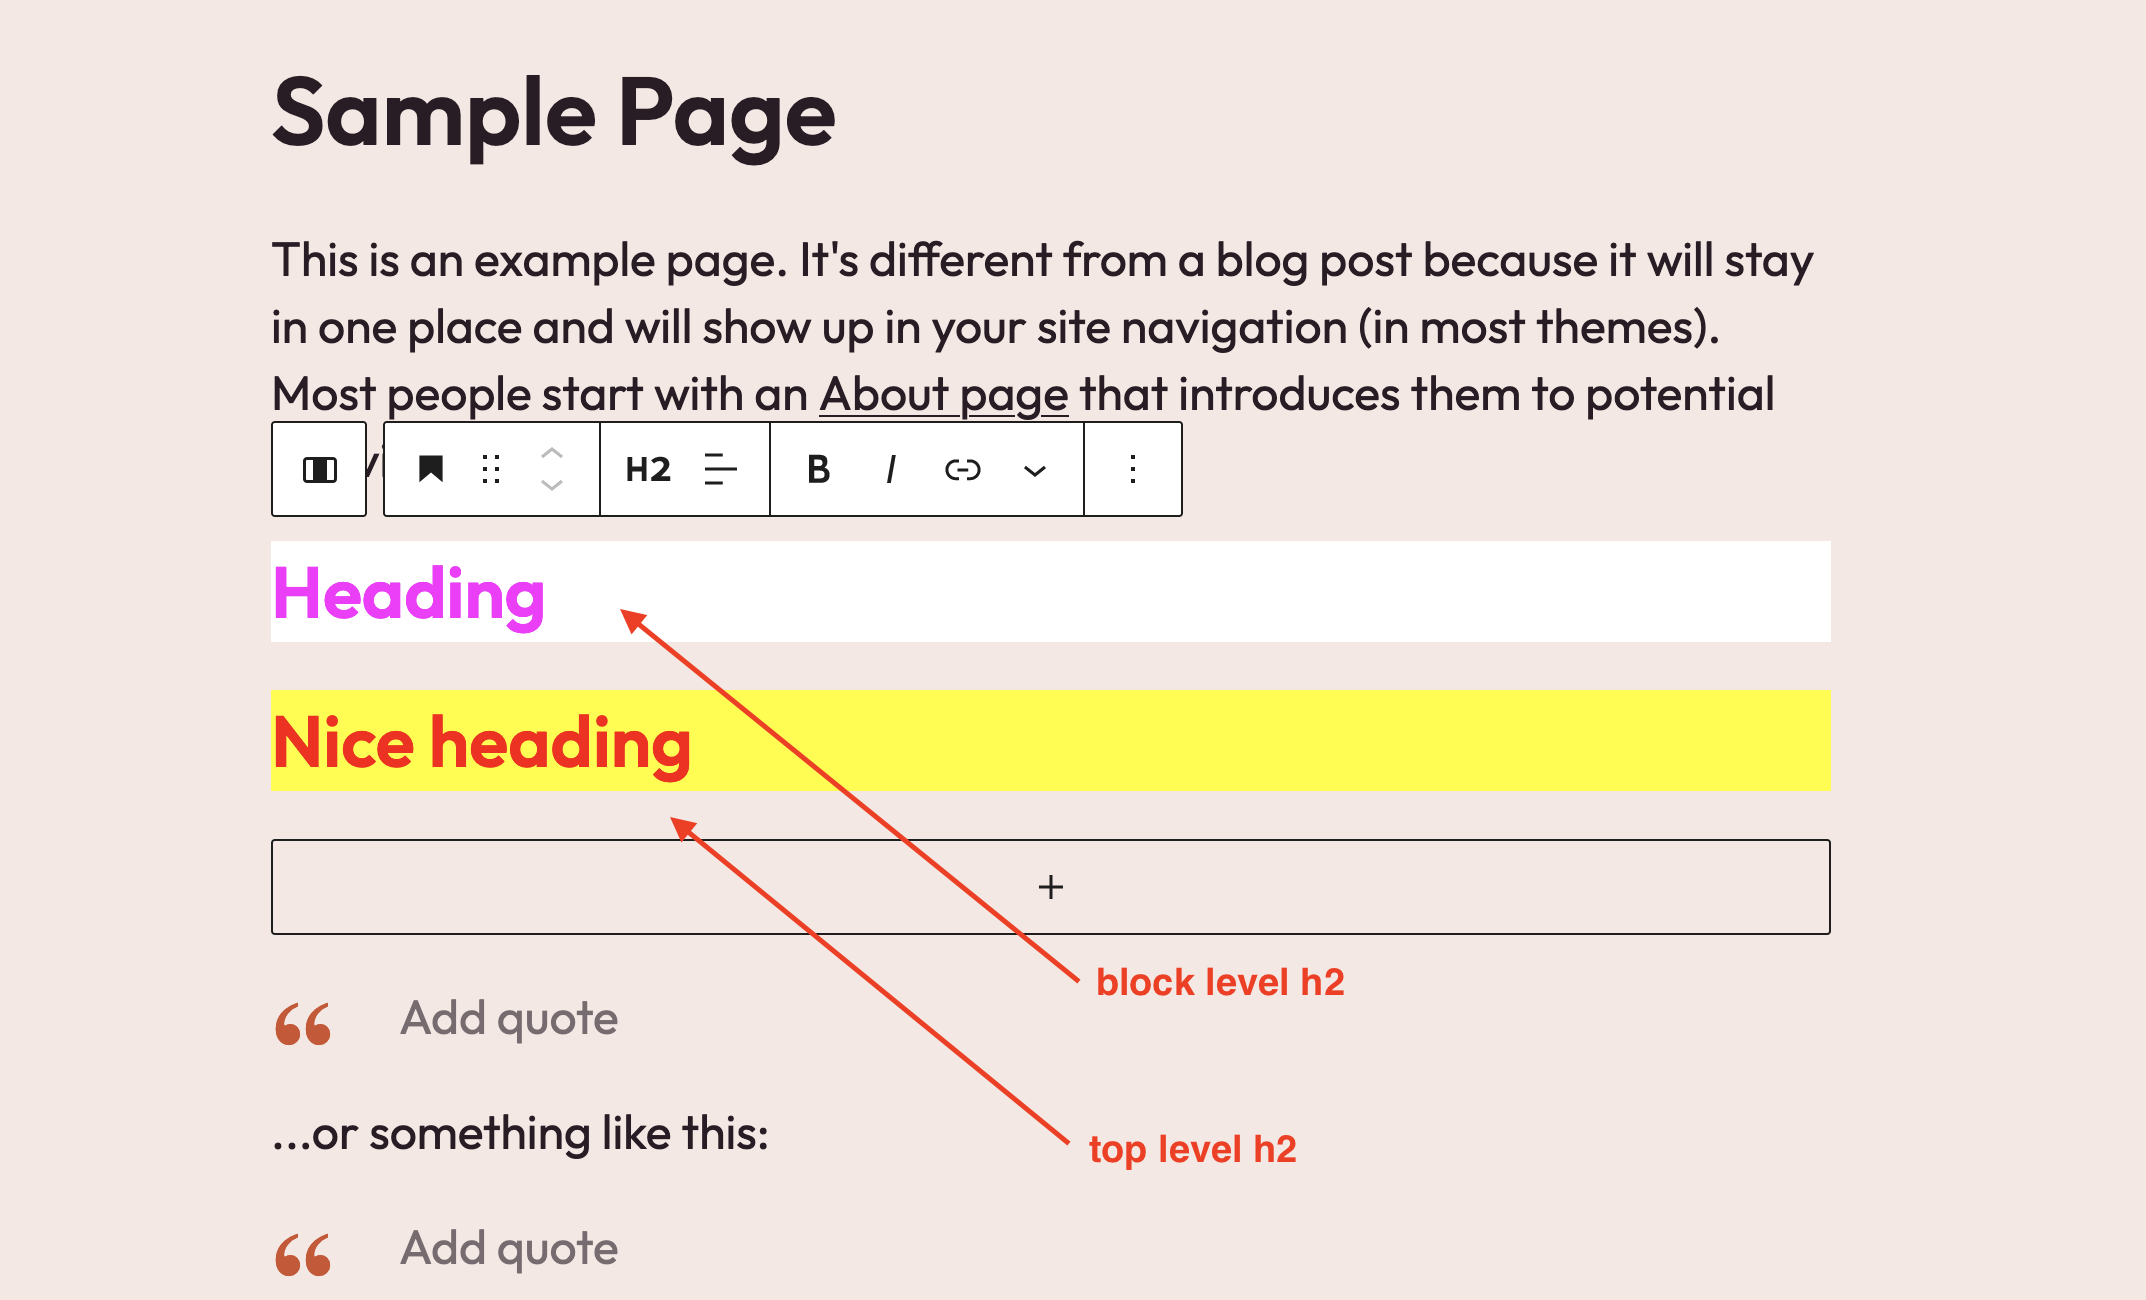 Sample Page
This is an example page. It's different from a blog post because it will stay
in one place and will show up in your site navigation (in most themes).
Most people start with an About page that introduces them to potential
H2 B I
Heading
Nice heading
+
block level h2
“ Add quote
...or something like this:
top level h2
“ Add quote